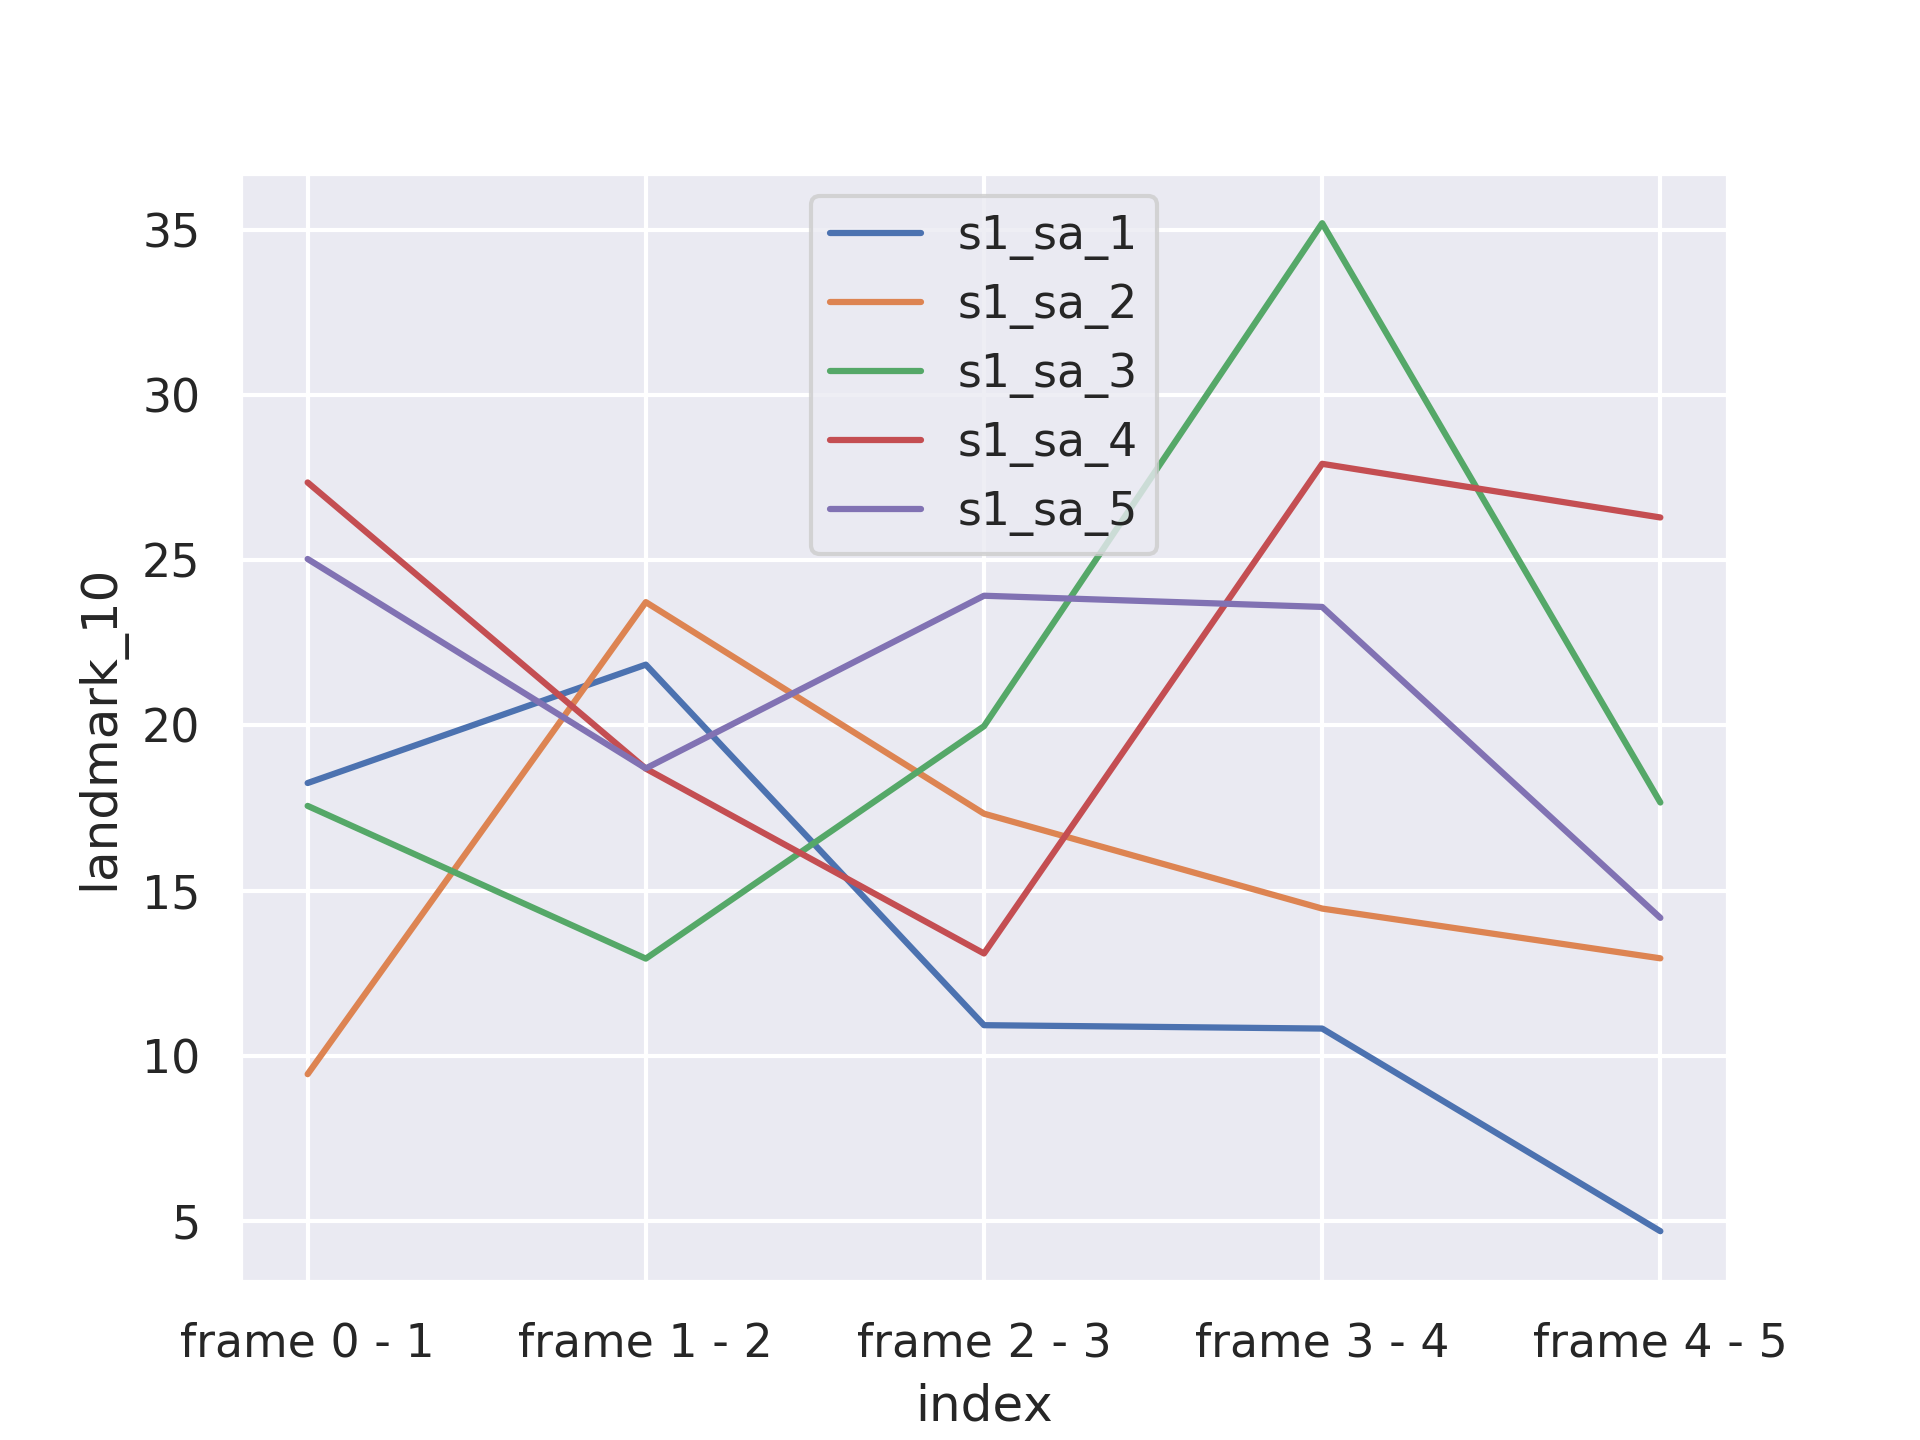 s1_sa_1
s1_sa_2
s1_sa_3
s1_sa_4
s1_sa_5
35
30
25
20
15
10
5
landmark_10
frame 0 - 1 frame 1 - 2 frame 2 - 3 frame 3 - 4 frame 4 - 5
index